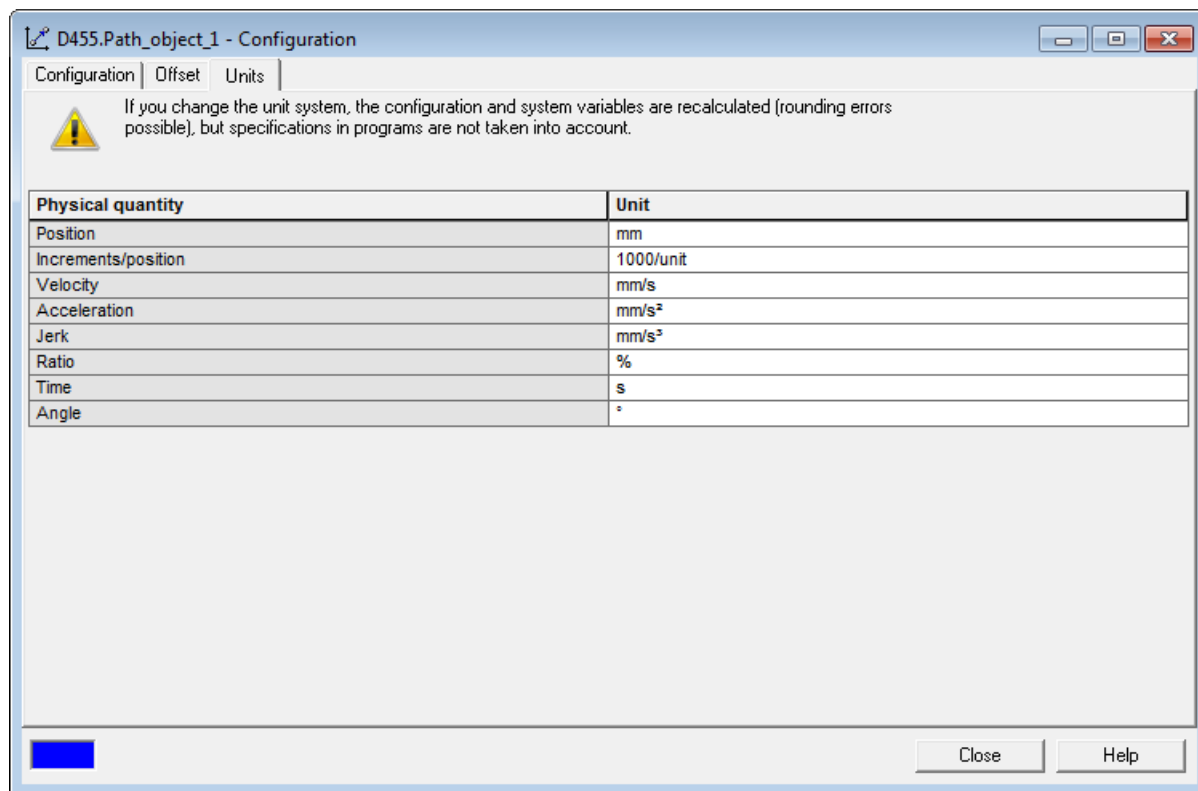 D455.Path_object_1 - Configuration
Configuration Offset Units
If you change the unit system, the configuration and system variables are recalculated (rounding errors
possible), but specifications in programs are not taken into account.
Physical quantity Unit
Position mm
Increments/position 1000/unit
Velocity mm/s
Acceleration mm/s²
Jerk mm/s³
Ratio %
Time s
Angle °
Close Help